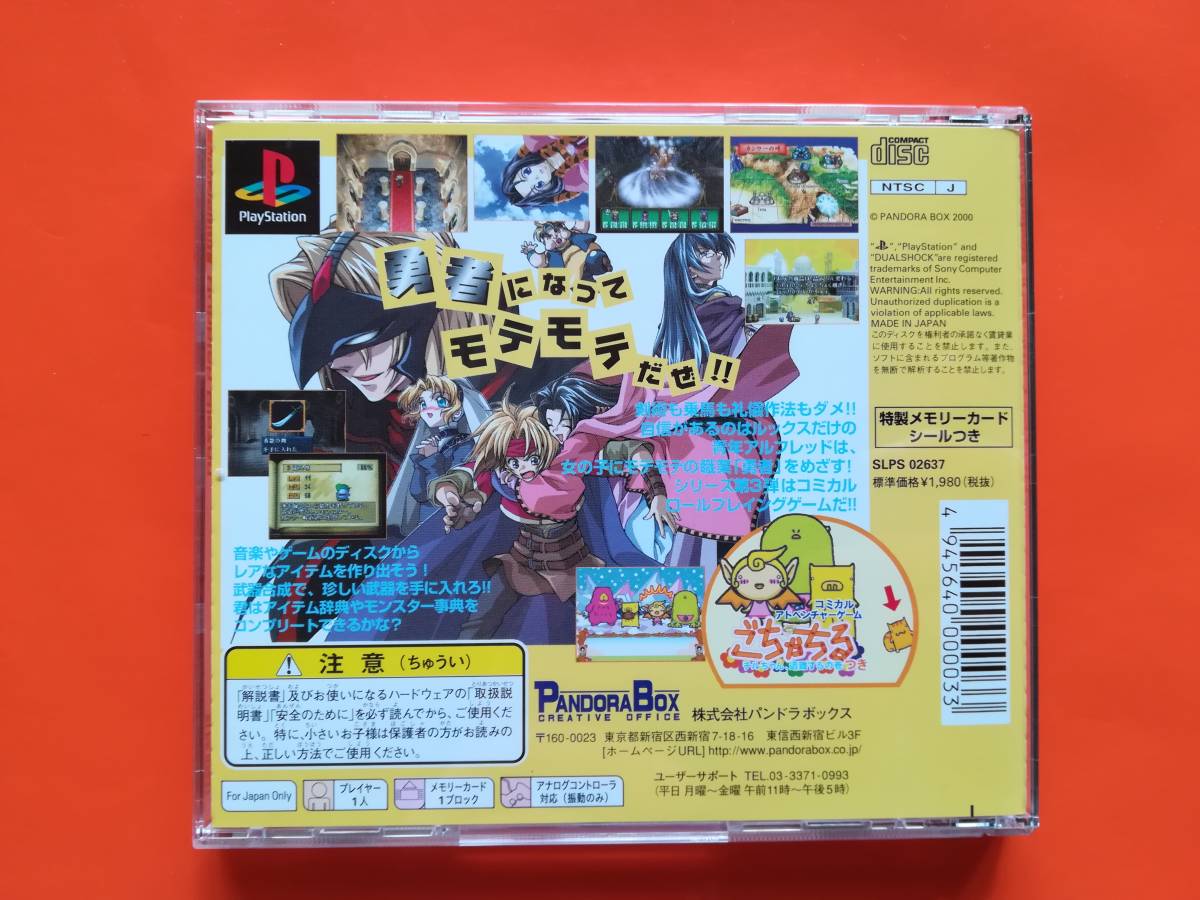 PlayStation
COMPACT
disc
NTSC J
© PANDORA BOX 2000
" ","PlayStation" and
"DUALSHOCK"are registered
trademarks of Sony Computer
Entertainment Inc.
WARNING:All rights reserved.
Unauthorized duplication is a
violation of applicable laws.
MADE IN JAPAN
このディスクを権利者の承諾なく賃貸業
に使用することを禁止します。また、
ソフトに含まれるプログラム等著作物
を無断で解析することを禁止します。
特製メモリーカード
シールつき
SLPS 02637
標準価格¥1,980(税抜)
4 945640 000033
勇者になって
モテモテだぜ!!
剣術も乗馬も礼儀作法もダメ!!
自信があるのはルックスだけの
青年アルフレッドは、
女の子にモテモテの職業「勇者」をめざす!
シリーズ第3弾はコミカル
ロールプレイングゲームだ!!
音楽やゲームのディスクから
レアなアイテムを作り出そう!
武器合成で、珍しい武器を手に入れろ!!
君はアイテム辞典やモンスター事典を
コンプリートできるかな?
コミカル
アドベンチャーゲーム
ごちゃちる
つき
注意(ちゅうい)
「解説書」及びお使いになるハードウェアの「取扱説
明書」「安全のために」を必ず読んでから、ご使用くだ
さい。特に、小さいお子様は保護者の方がお読みの
上、正しい方法でご使用ください。
PANDORABOX
CREATIVE OFFICE
株式会社パンドラボックス
〒160-0023 東京都新宿区西新宿7-18-16 東信西新宿ビル3F
[ホームページURL] http://www.pandorabox.co.jp/
ユーザーサポート TEL.03-3371-0993
(平日 月曜~金曜 午前11時~午後5時)
For Japan Only
プレイヤー
1人
メモリーカード
1ブロック
アナログコントローラ
対応(振動のみ)